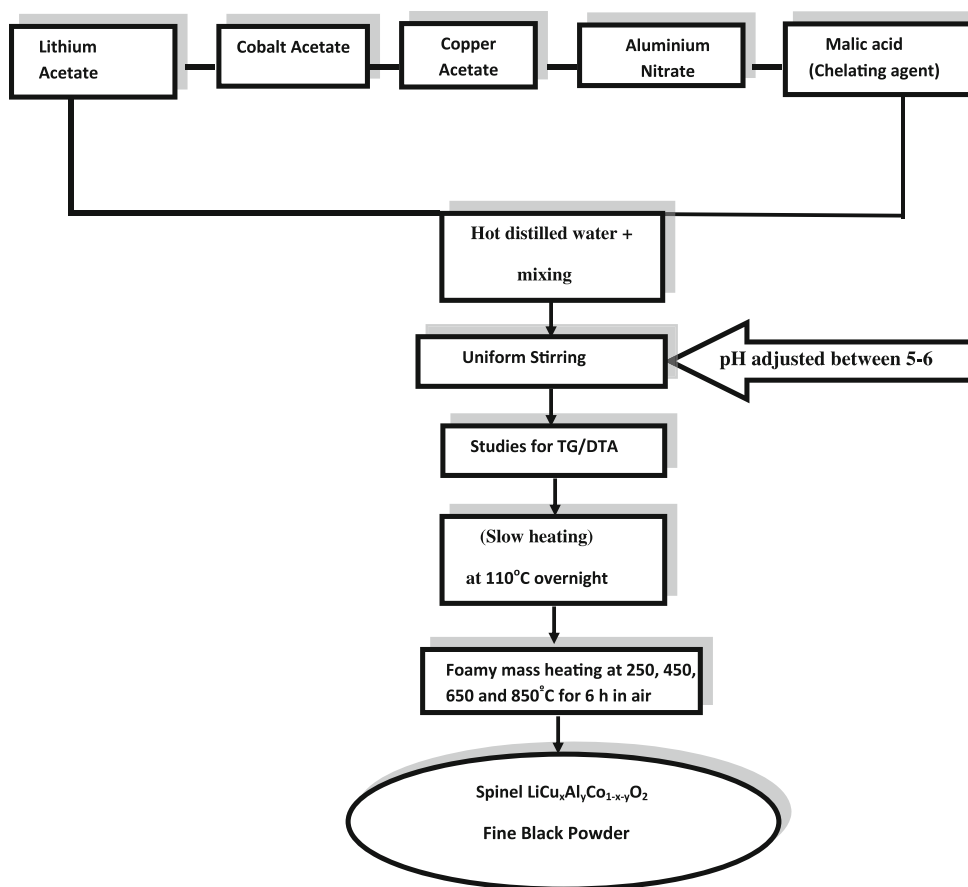 Lithium
Acetate
Cobalt Acetate
Copper
Acetate
Aluminium
Nitrate
Malic acid
(Chelating agent)
Hot distilled water +
mixing
Uniform Stirring
pH adjusted between 5-6
Studies for TG/DTA
(Slow heating)
at 110°C overnight
Foamy mass heating at 250, 450,
650 and 850°C for 6 h in air
Spinel LiCuₓAlᵧCo₁₋ₓ₋ᵧO₂
Fine Black Powder